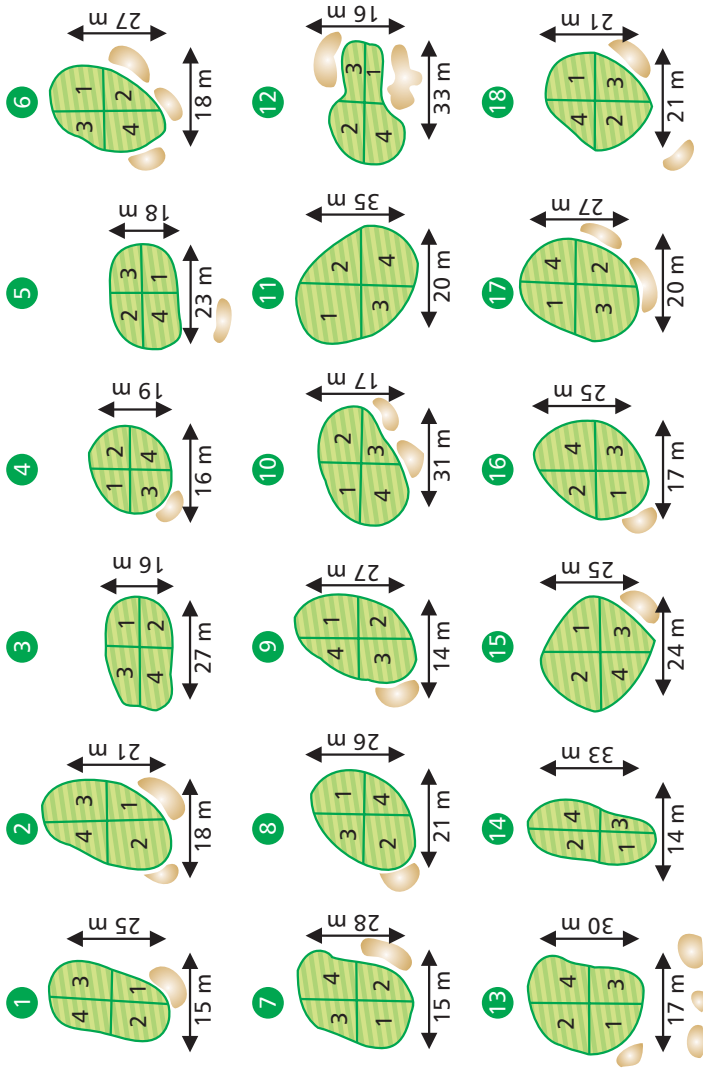 1
4 3
2 1
25 m
15 m
2
4 3
2 1
21 m
18 m
3
3 1
4 2
16 m
27 m
4
1 2
3 4
19 m
16 m
5
2 3
4 1
18 m
23 m
6
3 1
4 2
27 m
18 m
7
3 4
1 2
28 m
15 m
8
3 1
2 4
26 m
21 m
9
4 1
3 2
27 m
14 m
10
1 2
4 3
17 m
31 m
11
1 2
3 4
35 m
20 m
12
2 3
4 1
16 m
33 m
13
2 4
1 3
30 m
17 m
14
2 4
1 3
33 m
14 m
15
2 1
4 3
25 m
24 m
16
2 4
1 3
25 m
17 m
17
1 4
3 2
27 m
20 m
18
4 1
2 3
21 m
21 m